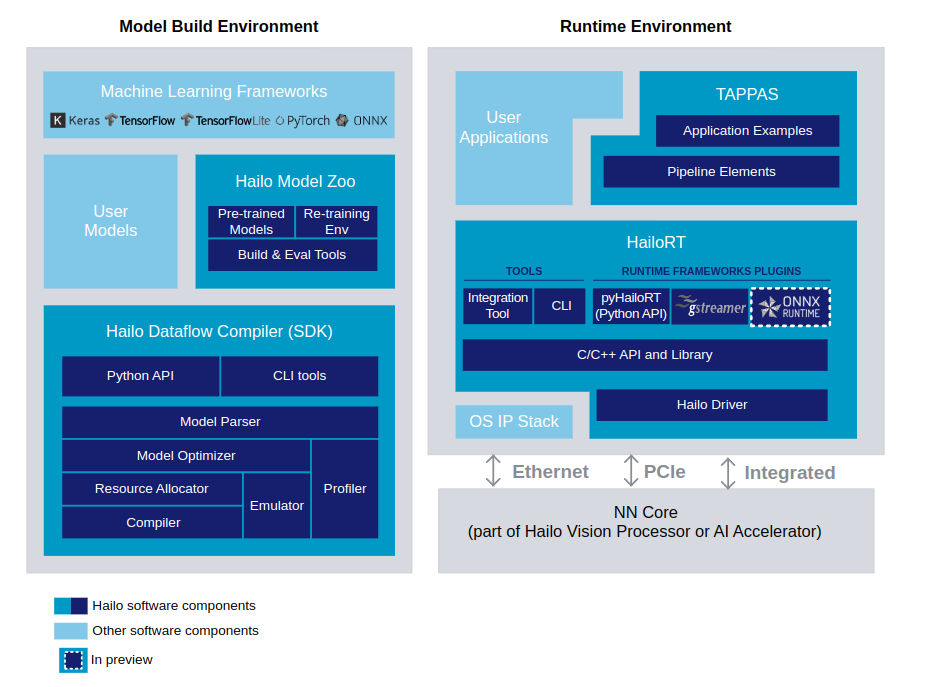 Model Build Environment
Machine Learning Frameworks
K Keras TensorFlow TensorFlowLite PyTorch ONNX
User
Models
Hailo Model Zoo
Pre-trained
Models
Re-training
Env
Build & Eval Tools
Hailo Dataflow Compiler (SDK)
Python API
CLI tools
Model Parser
Model Optimizer
Resource Allocator
Compiler
Emulator
Profiler
Runtime Environment
User
Applications
TAPPAS
Application Examples
Pipeline Elements
HailoRT
TOOLS
Integration
Tool
CLI
RUNTIME FRAMEWORKS PLUGINS
pyHailoRT
(Python API)
gstreamer
ONNX
RUNTIME
C/C++ API and Library
Hailo Driver
OS IP Stack
Ethernet
PCIe
Integrated
NN Core
(part of Hailo Vision Processor or AI Accelerator)
Hailo software components
Other software components
In preview